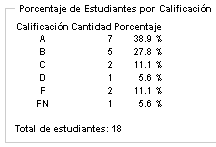 Porcentaje de Estudiantes por Calificación
Calificación Cantidad Porcentaje
A 7 38.9 %
B 5 27.8 %
C 2 11.1 %
D 1 5.6 %
F 2 11.1 %
FN 1 5.6 %
Total de estudiantes: 18